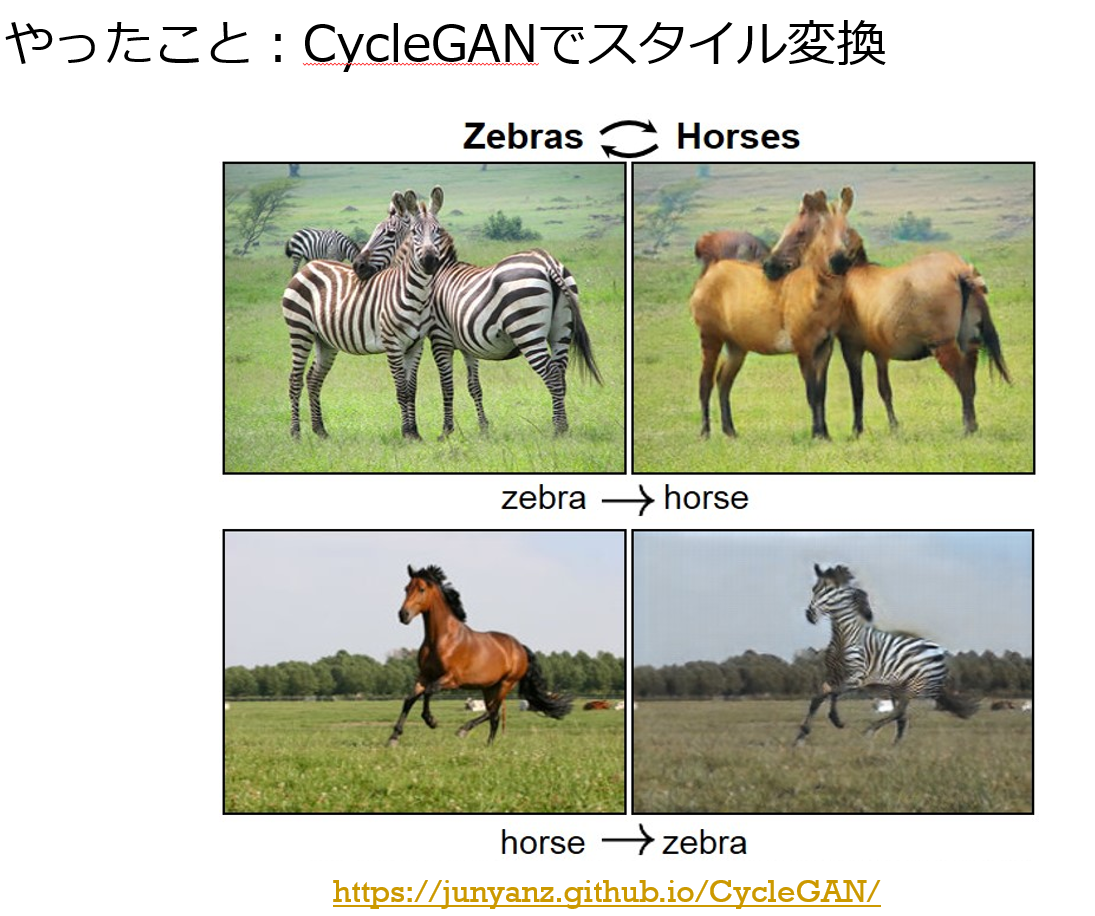 やったこと：CycleGANでスタイル変換
Zebras Horses
zebra → horse
horse → zebra
https://junyanz.github.io/CycleGAN/